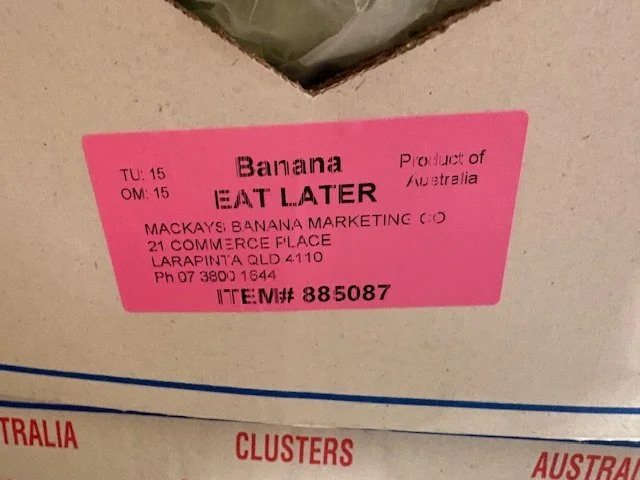 TU: 15
OM: 15
Banana
EAT LATER
Product of
Australia
MACKAYS BANANA MARKETING CO
21 COMMERCE PLACE
LARAPINTA QLD 4110
Ph 07 3800 1644
ITEM# 885087
TRALIA
CLUSTERS
AUSTRAL